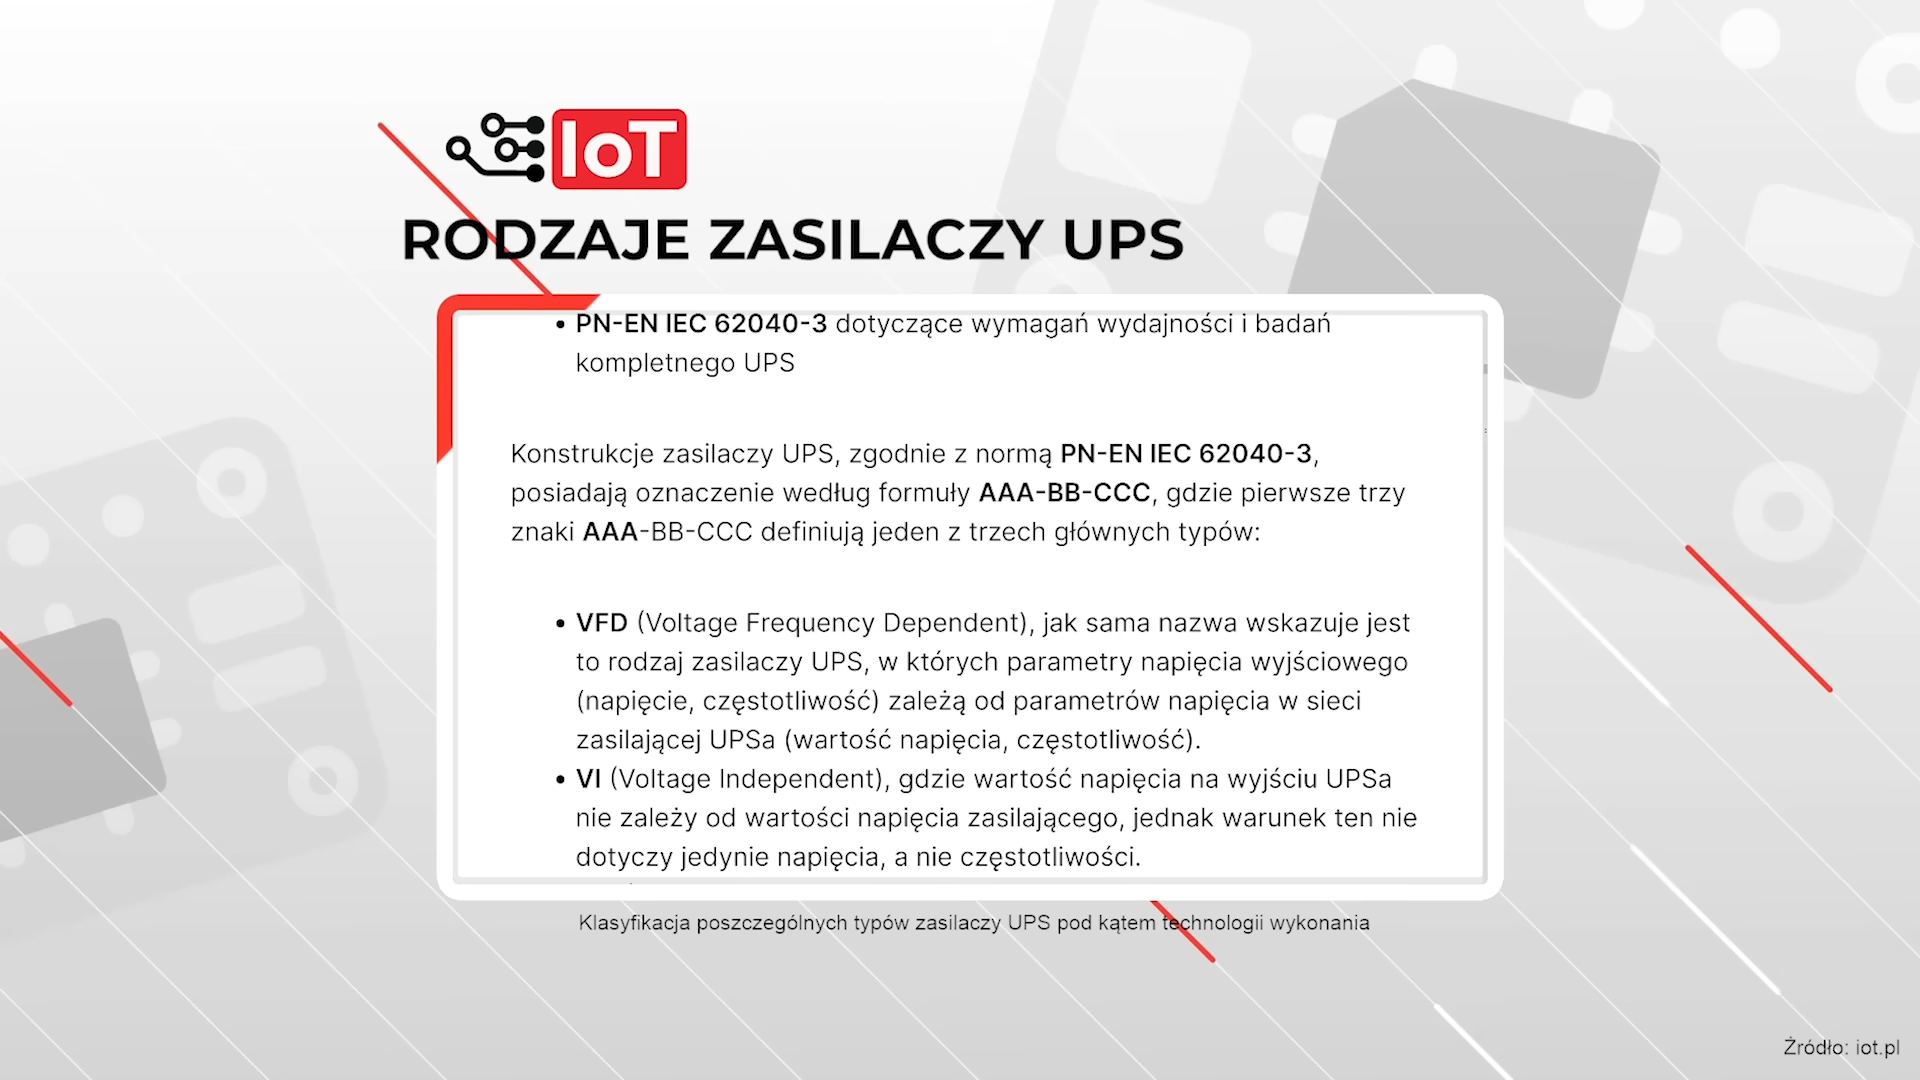 IoT
RODZAJE ZASILACZY UPS
• PN-EN IEC 62040-3 dotyczące wymagań wydajności i badań
kompletnego UPS
Konstrukcje zasilaczy UPS, zgodnie z normą PN-EN IEC 62040-3,
posiadają oznaczenie według formuły AAA-BB-CCC, gdzie pierwsze trzy
znaki AAA-BB-CCC definiują jeden z trzech głównych typów:
• VFD (Voltage Frequency Dependent), jak sama nazwa wskazuje jest
to rodzaj zasilaczy UPS, w których parametry napięcia wyjściowego
(napięcie, częstotliwość) zależą od parametrów napięcia w sieci
zasilającej UPSa (wartość napięcia, częstotliwość).
• VI (Voltage Independent), gdzie wartość napięcia na wyjściu UPSa
nie zależy od wartości napięcia zasilającego, jednak warunek ten nie
dotyczy jedynie napięcia, a nie częstotliwości.
Klasyfikacja poszczególnych typów zasilaczy UPS pod kątem technologii wykonania
Źródło: iot.pl